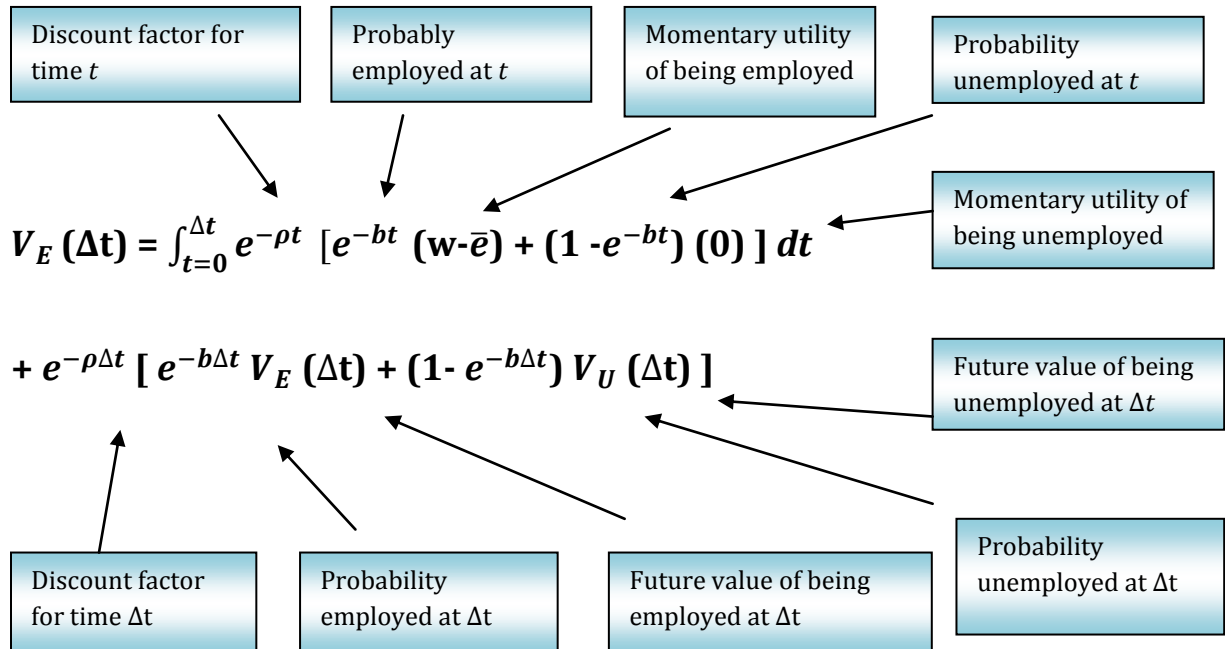 Discount factor for
time t
Probably
employed at t
Momentary utility
of being employed
Probability
unemployed at t
V_E (Δt) = ∫_{t=0}^{Δt} e^{-ρt} [e^{-bt} (w-e̅) + (1 -e^{-bt}) (0) ] dt
Momentary utility of
being unemployed
+ e^{-ρΔt} [ e^{-bΔt} V_E (Δt) + (1- e^{-bΔt}) V_U (Δt) ]
Future value of being
unemployed at Δt
Discount factor
for time Δt
Probability
employed at Δt
Future value of being
employed at Δt
Probability
unemployed at Δt